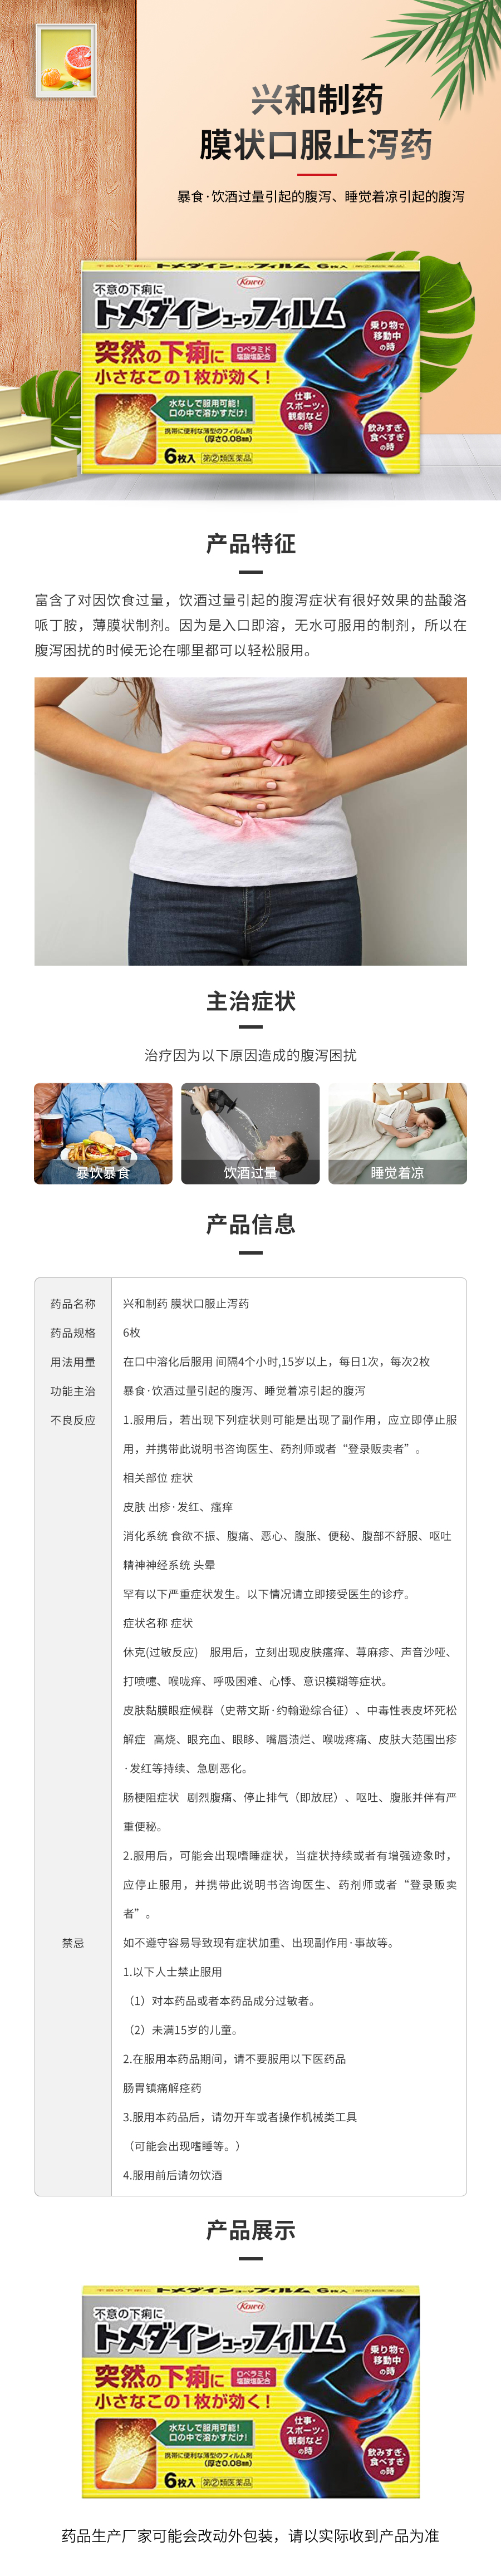 兴和制药
膜状口服止泻药
暴食·饮酒过量引起的腹泻、睡觉着凉引起的腹泻
不意の下痢に トメダインコーワフィルム 6枚入
Kowa
不意の下痢に
トメダインコーワフィルム
突然の下痢に ロペラミド塩酸塩配合
小さなこの1枚が効く!
乗り物で
移動中
の時
水なしで服用可能!
口の中で溶かすだけ!
仕事・
スポーツ・
観劇など
の時
携帯に便利な薄型のフィルム剤
(厚さ0.08mm)
飲みすぎ、
食べすぎ
の時
6枚入 第②類医薬品
产品特征
富含了对因饮食过量，饮酒过量引起的腹泻症状有很好效果的盐酸洛
哌丁胺，薄膜状制剂。因为是入口即溶，无水可服用的制剂，所以在
腹泻困扰的时候无论在哪里都可以轻松服用。
主治症状
治疗因为以下原因造成的腹泻困扰
暴饮暴食 饮酒过量 睡觉着凉
产品信息
药品名称 兴和制药 膜状口服止泻药
药品规格 6枚
用法用量 在口中溶化后服用 间隔4个小时,15岁以上，每日1次，每次2枚
功能主治 暴食·饮酒过量引起的腹泻、睡觉着凉引起的腹泻
不良反应 1.服用后，若出现下列症状则可能是出现了副作用，应立即停止服
用，并携带此说明书咨询医生、药剂师或者“登录贩卖者”。
相关部位 症状
皮肤 出疹·发红、瘙痒
消化系统 食欲不振、腹痛、恶心、腹胀、便秘、腹部不舒服、呕吐
精神神经系统 头晕
罕有以下严重症状发生。以下情况请立即接受医生的诊疗。
症状名称 症状
休克(过敏反应) 服用后，立刻出现皮肤瘙痒、荨麻疹、声音沙哑、
打喷嚏、喉咙痒、呼吸困难、心悸、意识模糊等症状。
皮肤黏膜眼症候群（史蒂文斯·约翰逊综合征）、中毒性表皮坏死松
解症 高烧、眼充血、眼眵、嘴唇溃烂、喉咙疼痛、皮肤大范围出疹
·发红等持续、急剧恶化。
肠梗阻症状 剧烈腹痛、停止排气（即放屁）、呕吐、腹胀并伴有严
重便秘。
2.服用后，可能会出现嗜睡症状，当症状持续或者有增强迹象时，
应停止服用，并携带此说明书咨询医生、药剂师或者“登录贩卖
者”。
禁忌 如不遵守容易导致现有症状加重、出现副作用·事故等。
1.以下人士禁止服用
（1）对本药品或者本药品成分过敏者。
（2）未满15岁的儿童。
2.在服用本药品期间，请不要服用以下医药品
肠胃镇痛解痉药
3.服用本药品后，请勿开车或者操作机械类工具
（可能会出现嗜睡等。）
4.服用前后请勿饮酒
产品展示
不意の下痢に トメダインコーワフィルム 6枚入
Kowa
不意の下痢に
トメダインコーワフィルム
突然の下痢に ロペラミド塩酸塩配合
小さなこの1枚が効く!
乗り物で
移動中
の時
水なしで服用可能!
口の中で溶かすだけ!
仕事・
スポーツ・
観劇など
の時
携帯に便利な薄型のフィルム剤
(厚さ0.08mm)
飲みすぎ、
食べすぎ
の時
6枚入 第②類医薬品
药品生产厂家可能会改动外包装，请以实际收到产品为准